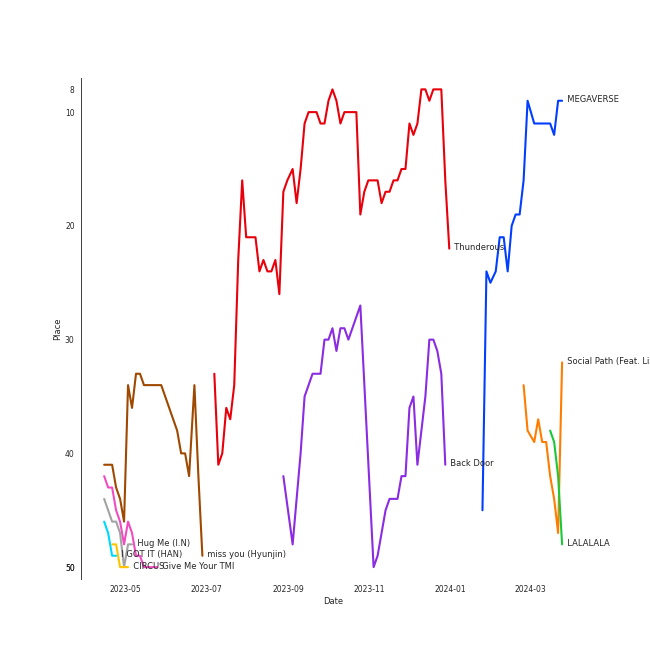 8
10
20
30
40
50
Place
MEGAVERSE
Thunderous
Social Path (Feat. Li
Back Door
LALALALA
Hug Me (I.N)
GOT IT (HAN)
miss you (Hyunjin)
CIRCUS
Give Me Your TMI
2023-05
2023-07
2023-09
2023-11
2024-01
2024-03
Date